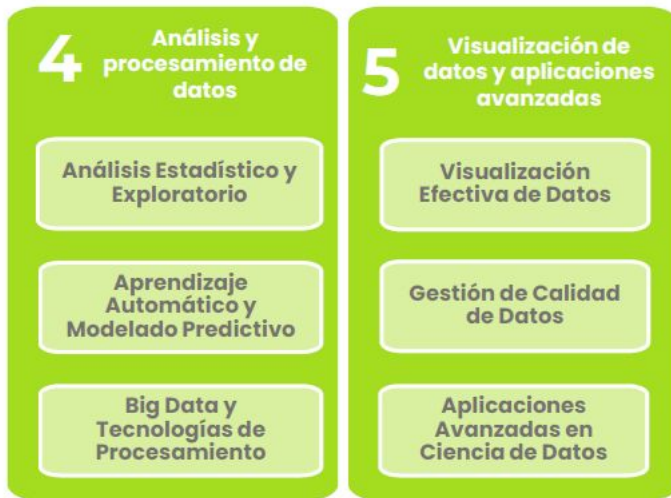 4
Análisis y
procesamiento de
datos
Análisis Estadístico y
Exploratorio
Aprendizaje
Automático y
Modelado Predictivo
Big Data y
Tecnologías de
Procesamiento
5
Visualización de
datos y aplicaciones
avanzadas
Visualización
Efectiva de Datos
Gestión de Calidad
de Datos
Aplicaciones
Avanzadas en
Ciencia de Datos